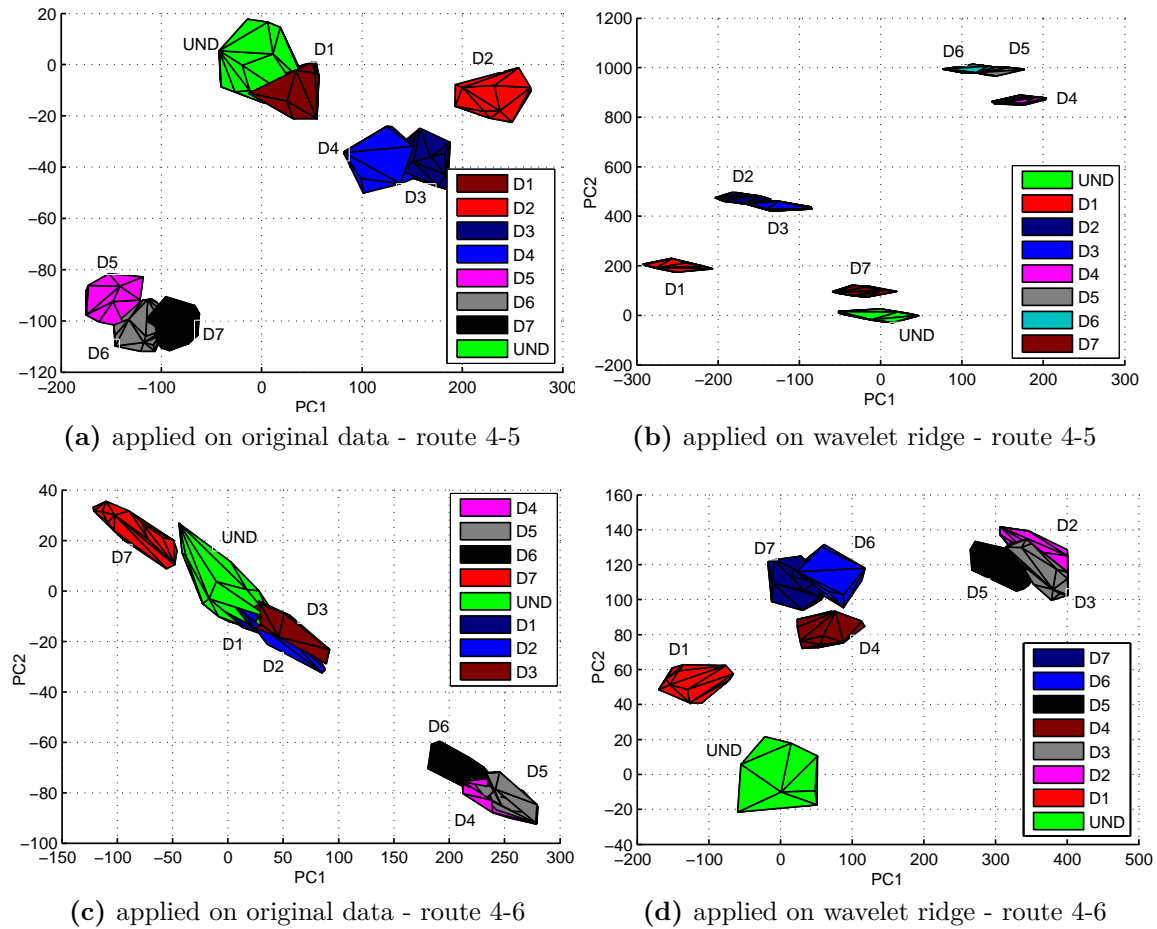 20
0
−20
−40
−60
−80
−100
−120
−200
−100
0
100
200
300
PC1
UND
D1
D2
D4
D3
D5
D6
D7
D1
D2
D3
D4
D5
D6
D7
UND
(a) applied on original data - route 4-5
1200
1000
800
600
400
200
0
−200
PC2
−300
−200
−100
0
100
200
300
PC1
D6
D5
D4
D2
D3
D1
D7
UND
UND
D1
D2
D3
D4
D5
D6
D7
(b) applied on wavelet ridge - route 4-5
40
20
0
−20
−40
−60
−80
−100
PC2
−150
−100
−50
0
50
100
150
200
250
300
PC1
D7
UND
D3
D1
D2
D6
D5
D4
D4
D5
D6
D7
UND
D1
D2
D3
(c) applied on original data - route 4-6
160
140
120
100
80
60
40
20
0
−20
−40
PC2
−200
−100
0
100
200
300
400
500
PC1
D7
D6
D2
D5
D3
D4
D1
UND
D7
D6
D5
D4
D3
D2
D1
UND
(d) applied on wavelet ridge - route 4-6